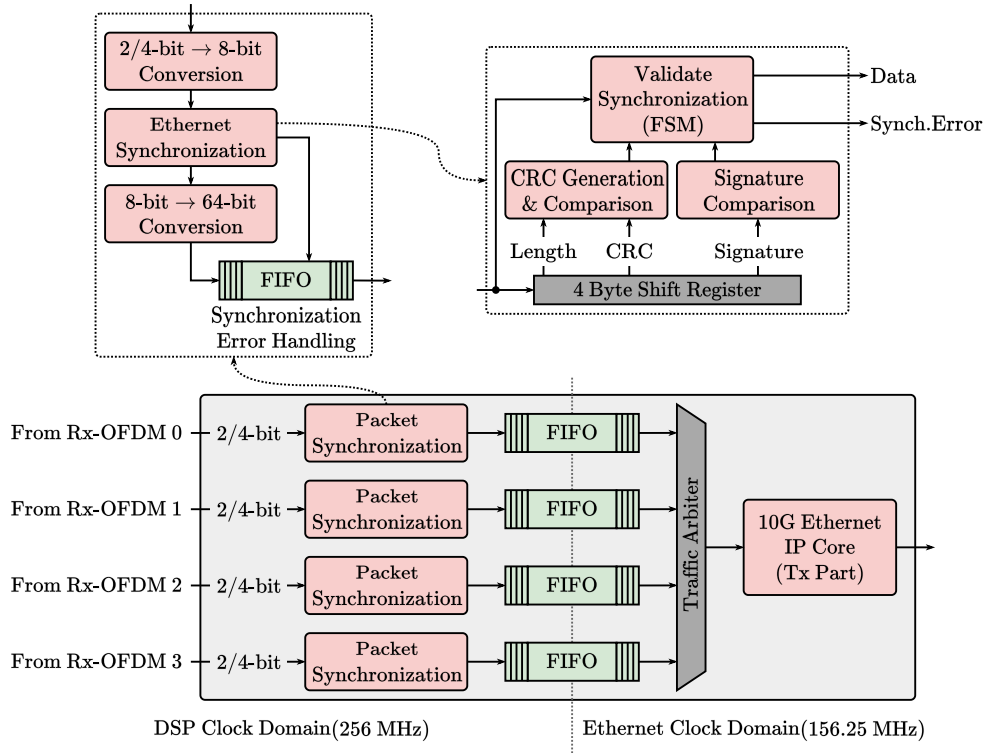 2/4-bit → 8-bit
Conversion
Ethernet
Synchronization
8-bit → 64-bit
Conversion
FIFO
Synchronization
Error Handling
Validate
Synchronization
(FSM)
Data
Synch.Error
CRC Generation
& Comparison
Signature
Comparison
Length
CRC
Signature
4 Byte Shift Register
From Rx-OFDM 0
2/4-bit
Packet
Synchronization
FIFO
From Rx-OFDM 1
2/4-bit
Packet
Synchronization
FIFO
From Rx-OFDM 2
2/4-bit
Packet
Synchronization
FIFO
From Rx-OFDM 3
2/4-bit
Packet
Synchronization
FIFO
Traffic Arbiter
10G Ethernet
IP Core
(Tx Part)
DSP Clock Domain(256 MHz)
Ethernet Clock Domain(156.25 MHz)